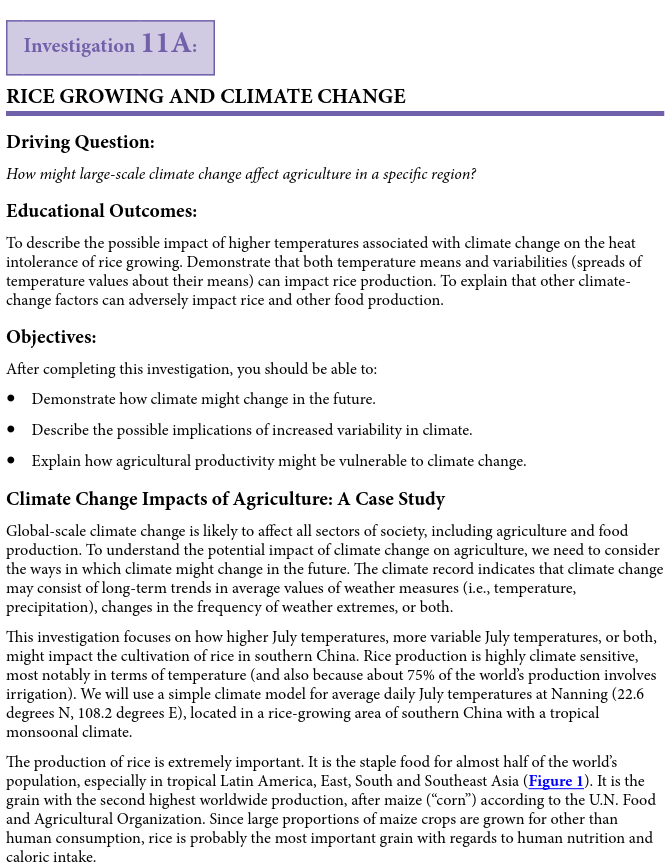 Investigation 11A:
RICE GROWING AND CLIMATE CHANGE
Driving Question:
How might large-scale climate change affect agriculture in a specific region?
Educational Outcomes:
To describe the possible impact of higher temperatures associated with climate change on the heat
intolerance of rice growing. Demonstrate that both temperature means and variabilities (spreads of
temperature values about their means) can impact rice production. To explain that other climate-
change factors can adversely impact rice and other food production.
Objectives:
After completing this investigation, you should be able to:
● Demonstrate how climate might change in the future.
● Describe the possible implications of increased variability in climate.
● Explain how agricultural productivity might be vulnerable to climate change.
Climate Change Impacts of Agriculture: A Case Study
Global-scale climate change is likely to affect all sectors of society, including agriculture and food
production. To understand the potential impact of climate change on agriculture, we need to consider
the ways in which climate might change in the future. The climate record indicates that climate change
may consist of long-term trends in average values of weather measures (i.e., temperature,
precipitation), changes in the frequency of weather extremes, or both.
This investigation focuses on how higher July temperatures, more variable July temperatures, or both,
might impact the cultivation of rice in southern China. Rice production is highly climate sensitive,
most notably in terms of temperature (and also because about 75% of the world's production involves
irrigation). We will use a simple climate model for average daily July temperatures at Nanning (22.6
degrees N, 108.2 degrees E), located in a rice-growing area of southern China with a tropical
monsoonal climate.
The production of rice is extremely important. It is the staple food for almost half of the world's
population, especially in tropical Latin America, East, South and Southeast Asia (Figure 1). It is the
grain with the second highest worldwide production, after maize (“corn”) according to the U.N. Food
and Agricultural Organization. Since large proportions of maize crops are grown for other than
human consumption, rice is probably the most important grain with regards to human nutrition and
caloric intake.